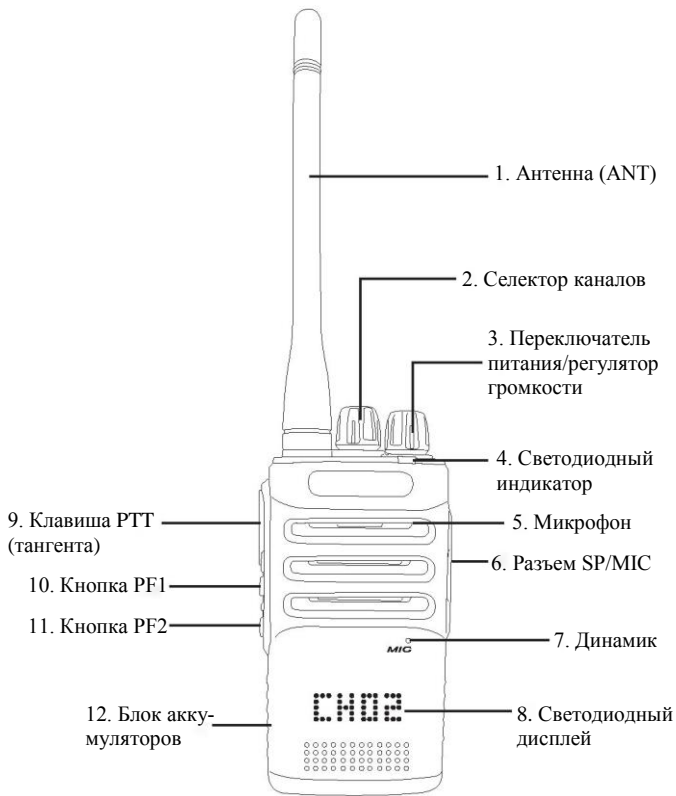 1. Антенна (ANT)
2. Селектор каналов
3. Переключатель
питания/регулятор
громкости
4. Светодиодный
индикатор
5. Микрофон
6. Разъем SP/MIC
7. Динамик
8. Светодиодный
дисплей
9. Клавиша PTT
(тангента)
10. Кнопка PF1
11. Кнопка PF2
12. Блок акку-
муляторов
MIC
CH02